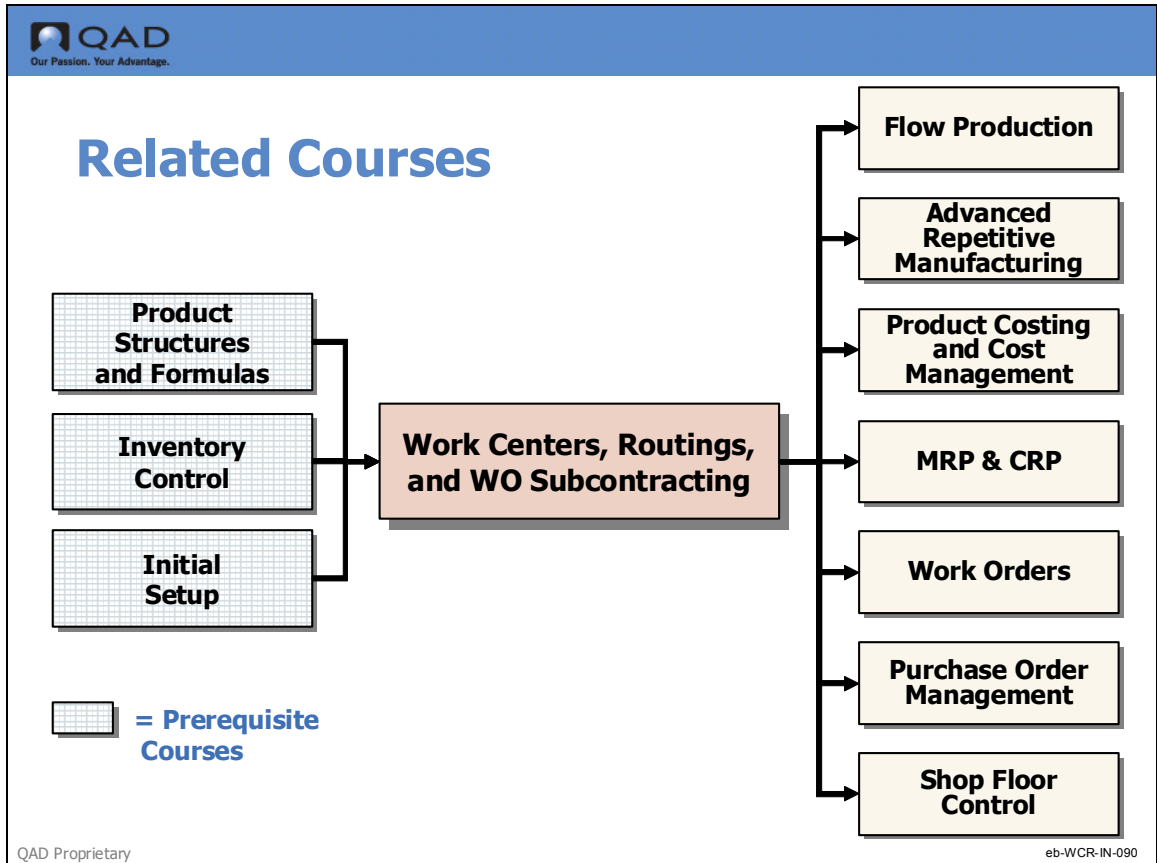 QAD
Our Passion. Your Advantage.
Related Courses
Product
Structures
and Formulas
Inventory
Control
Initial
Setup
= Prerequisite
Courses
Work Centers, Routings,
and WO Subcontracting
Flow Production
Advanced
Repetitive
Manufacturing
Product Costing
and Cost
Management
MRP & CRP
Work Orders
Purchase Order
Management
Shop Floor
Control
QAD Proprietary
eb-WCR-IN-090